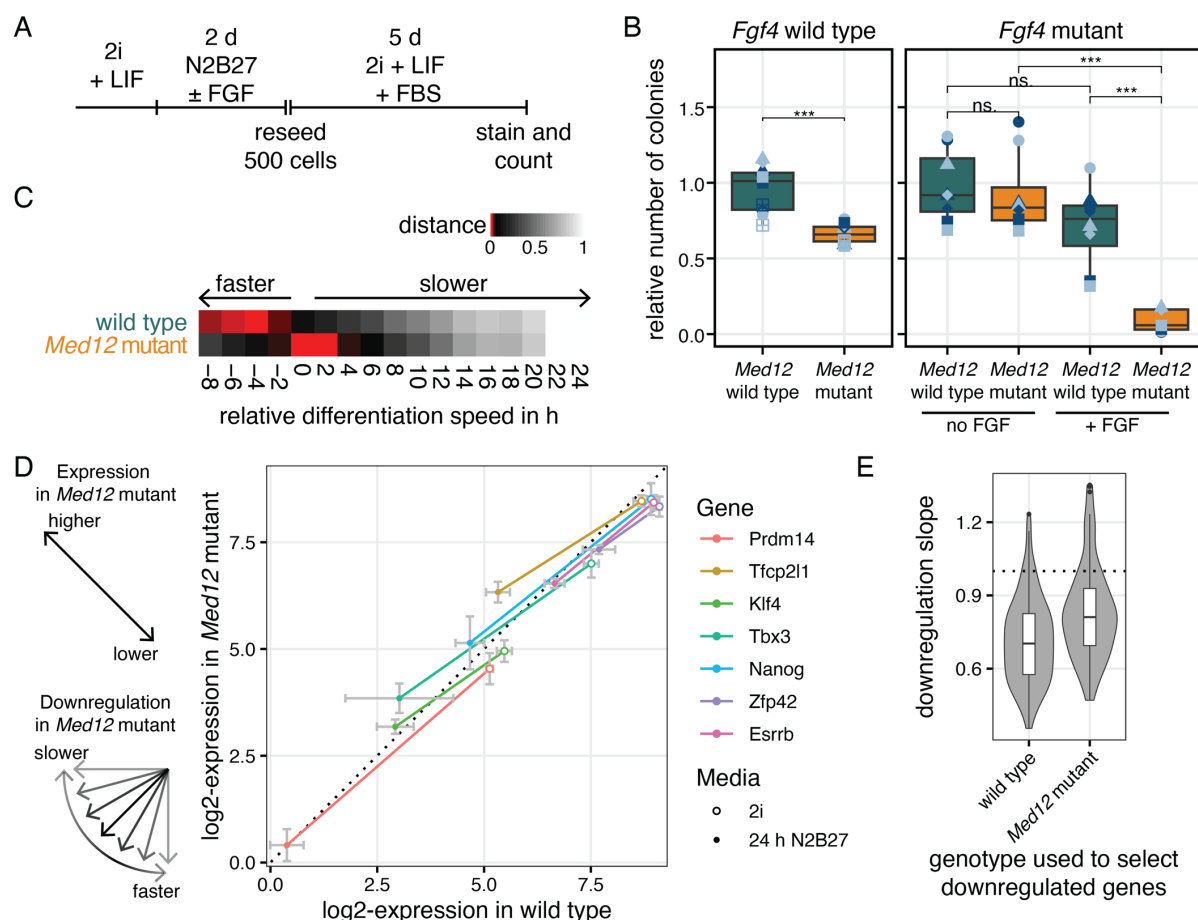 A
2i
+ LIF
2 d
N2B27
± FGF
5 d
2i + LIF
+ FBS
reseed
500 cells
stain and
count
B
Fgf4 wild type
Fgf4 mutant
relative number of colonies
1.5
1.0
0.5
0.0
***
ns.
ns.
***
***
Med12
wild type
Med12
mutant
Med12
wild type
Med12
mutant
Med12
wild type
Med12
mutant
no FGF
+ FGF
C
distance
0 0.5 1
faster
slower
wild type
Med12 mutant
−8 −6 −4 −2 0 2 4 6 8 10 12 14 16 18 20 22 24
relative differentiation speed in h
D
Expression
in Med12 mutant
higher
lower
Downregulation
in Med12 mutant
slower
faster
log2-expression in Med12 mutant
7.5
5.0
2.5
0.0
0.0 2.5 5.0 7.5
log2-expression in wild type
Gene
Prdm14
Tfcp2l1
Klf4
Tbx3
Nanog
Zfp42
Esrrb
Media
2i
24 h N2B27
E
downregulation slope
1.2
0.9
0.6
wild type
Med12 mutant
genotype used to select
downregulated genes